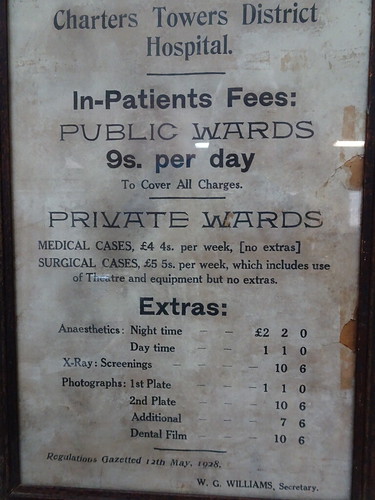 Charters Towers District
Hospital.
In-Patients Fees:
PUBLIC WARDS
9s. per day
To Cover All Charges.
PRIVATE WARDS
MEDICAL CASES, £4 4s. per week, [no extras]
SURGICAL CASES, £5 5s. per week, which includes use
of Theatre and equipment but no extras.
Extras:
Anaesthetics: Night time — — £2 2 0
Day time — — 1 1 0
X-Ray: Screenings — — — 10 6
Photographs: 1st Plate — — 1 1 0
2nd Plate — — 10 6
Additional — — 7 6
Dental Film — — 10 6
Regulations Gazetted 12th May, 1928.
W. G. WILLIAMS, Secretary.